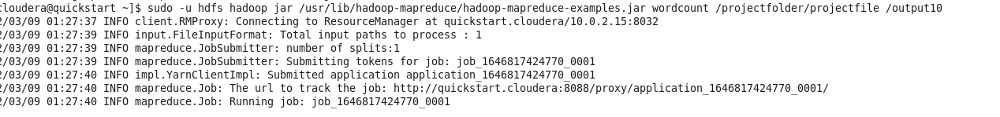 cloudera@quickstart ~]$ sudo -u hdfs hadoop jar /usr/lib/hadoop-mapreduce/hadoop-mapreduce-examples.jar wordcount /projectfolder/projectfile /output10
2/03/09 01:27:37 INFO client.RMProxy: Connecting to ResourceManager at quickstart.cloudera/10.0.2.15:8032
2/03/09 01:27:39 INFO input.FileInputFormat: Total input paths to process : 1
2/03/09 01:27:39 INFO mapreduce.JobSubmitter: number of splits:1
2/03/09 01:27:39 INFO mapreduce.JobSubmitter: Submitting tokens for job: job_1646817424770_0001
2/03/09 01:27:40 INFO impl.YarnClientImpl: Submitted application application_1646817424770_0001
2/03/09 01:27:40 INFO mapreduce.Job: The url to track the job: http://quickstart.cloudera:8088/proxy/application_1646817424770_0001/
2/03/09 01:27:40 INFO mapreduce.Job: Running job: job_1646817424770_0001